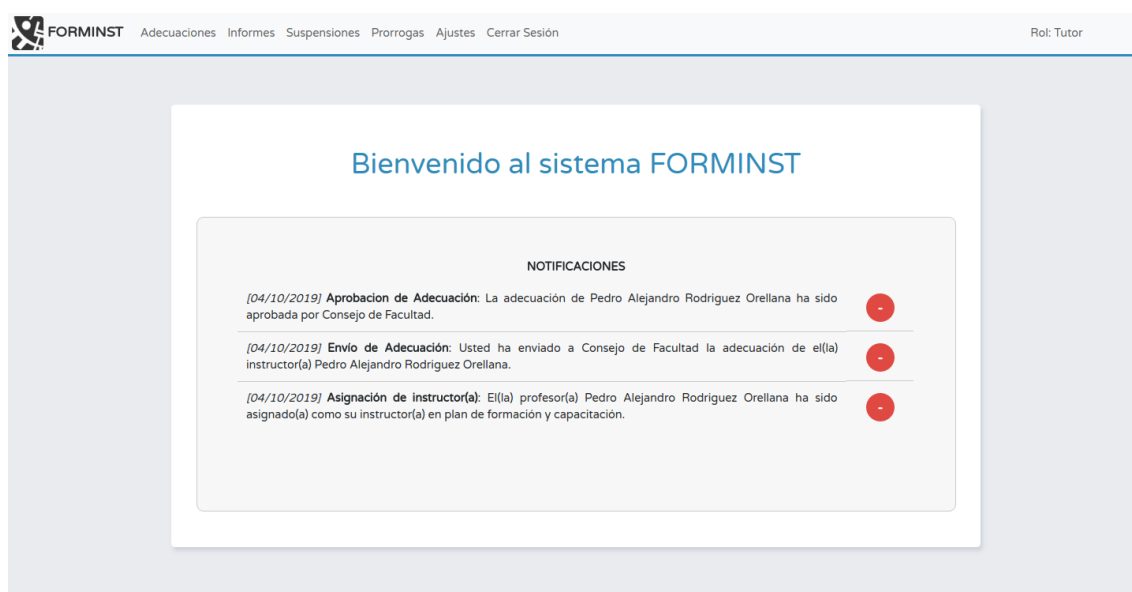 FORMINST Adecuaciones Informes Suspensiones Prorrogas Ajustes Cerrar Sesión Rol: Tutor
Bienvenido al sistema FORMINST
NOTIFICACIONES
[04/10/2019] Aprobacion de Adecuación: La adecuación de Pedro Alejandro Rodriguez Orellana ha sido
aprobada por Consejo de Facultad.
-
[04/10/2019] Envío de Adecuación: Usted ha enviado a Consejo de Facultad la adecuación de el(la)
instructor(a) Pedro Alejandro Rodriguez Orellana.
-
[04/10/2019] Asignación de instructor(a): El(la) profesor(a) Pedro Alejandro Rodriguez Orellana ha sido
asignado(a) como su instructor(a) en plan de formación y capacitación.
-